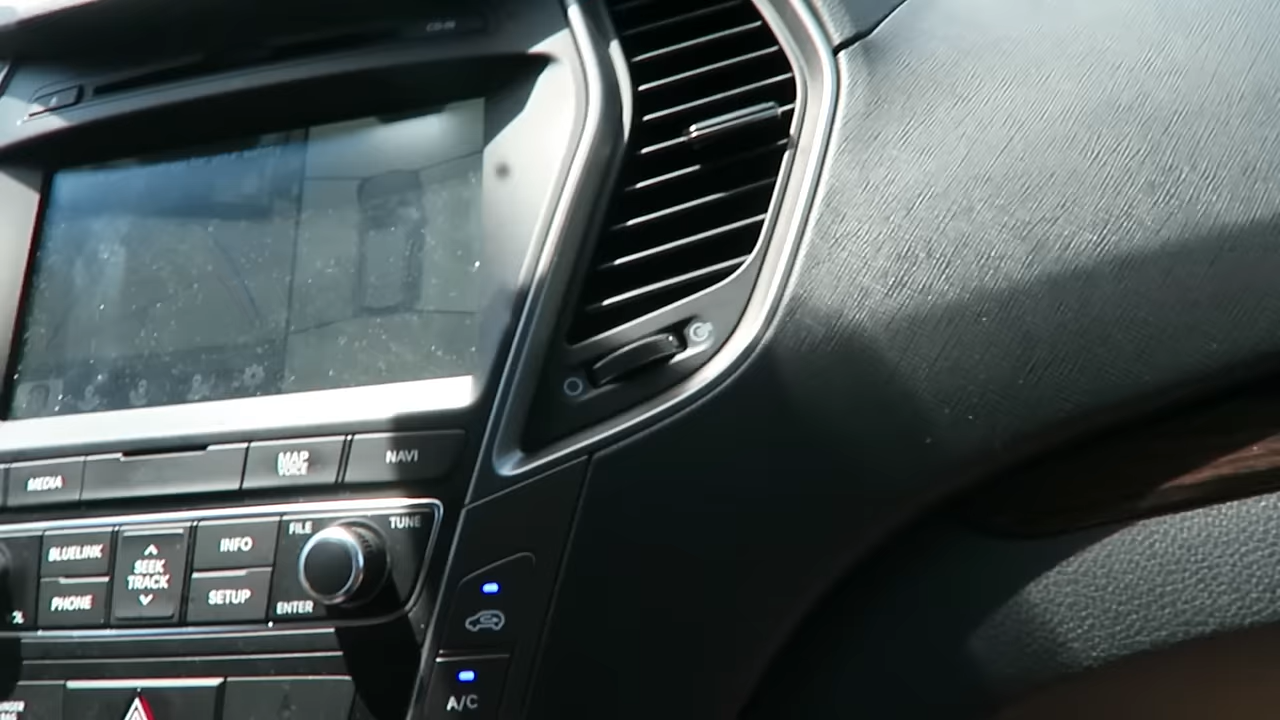 MEDIA
MAP
VOICE
NAVI
BLUELINK
SEEK
TRACK
INFO
FILE
TUNE
PHONE
SETUP
ENTER
A/C